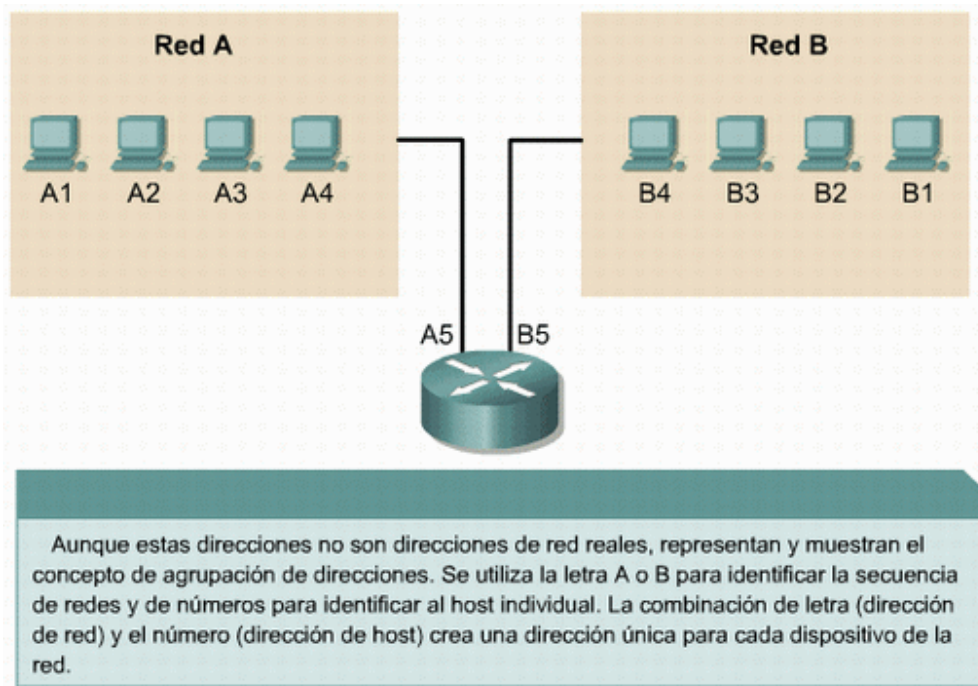 Red A
Red B
A1 A2 A3 A4
B4 B3 B2 B1
A5 B5
Aunque estas direcciones no son direcciones de red reales, representan y muestran el
concepto de agrupación de direcciones. Se utiliza la letra A o B para identificar la secuencia
de redes y de números para identificar al host individual. La combinación de letra (dirección
de red) y el número (dirección de host) crea una dirección única para cada dispositivo de la
red.